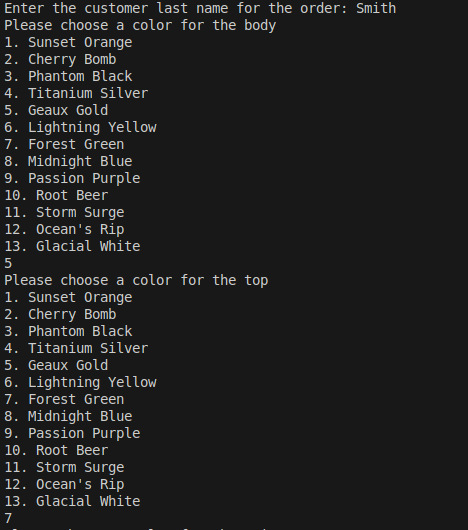 Enter the customer last name for the order: Smith
Please choose a color for the body
1. Sunset Orange
2. Cherry Bomb
3. Phantom Black
4. Titanium Silver
5. Geaux Gold
6. Lightning Yellow
7. Forest Green
8. Midnight Blue
9. Passion Purple
10. Root Beer
11. Storm Surge
12. Ocean's Rip
13. Glacial White
5
Please choose a color for the top
1. Sunset Orange
2. Cherry Bomb
3. Phantom Black
4. Titanium Silver
5. Geaux Gold
6. Lightning Yellow
7. Forest Green
8. Midnight Blue
9. Passion Purple
10. Root Beer
11. Storm Surge
12. Ocean's Rip
13. Glacial White
7